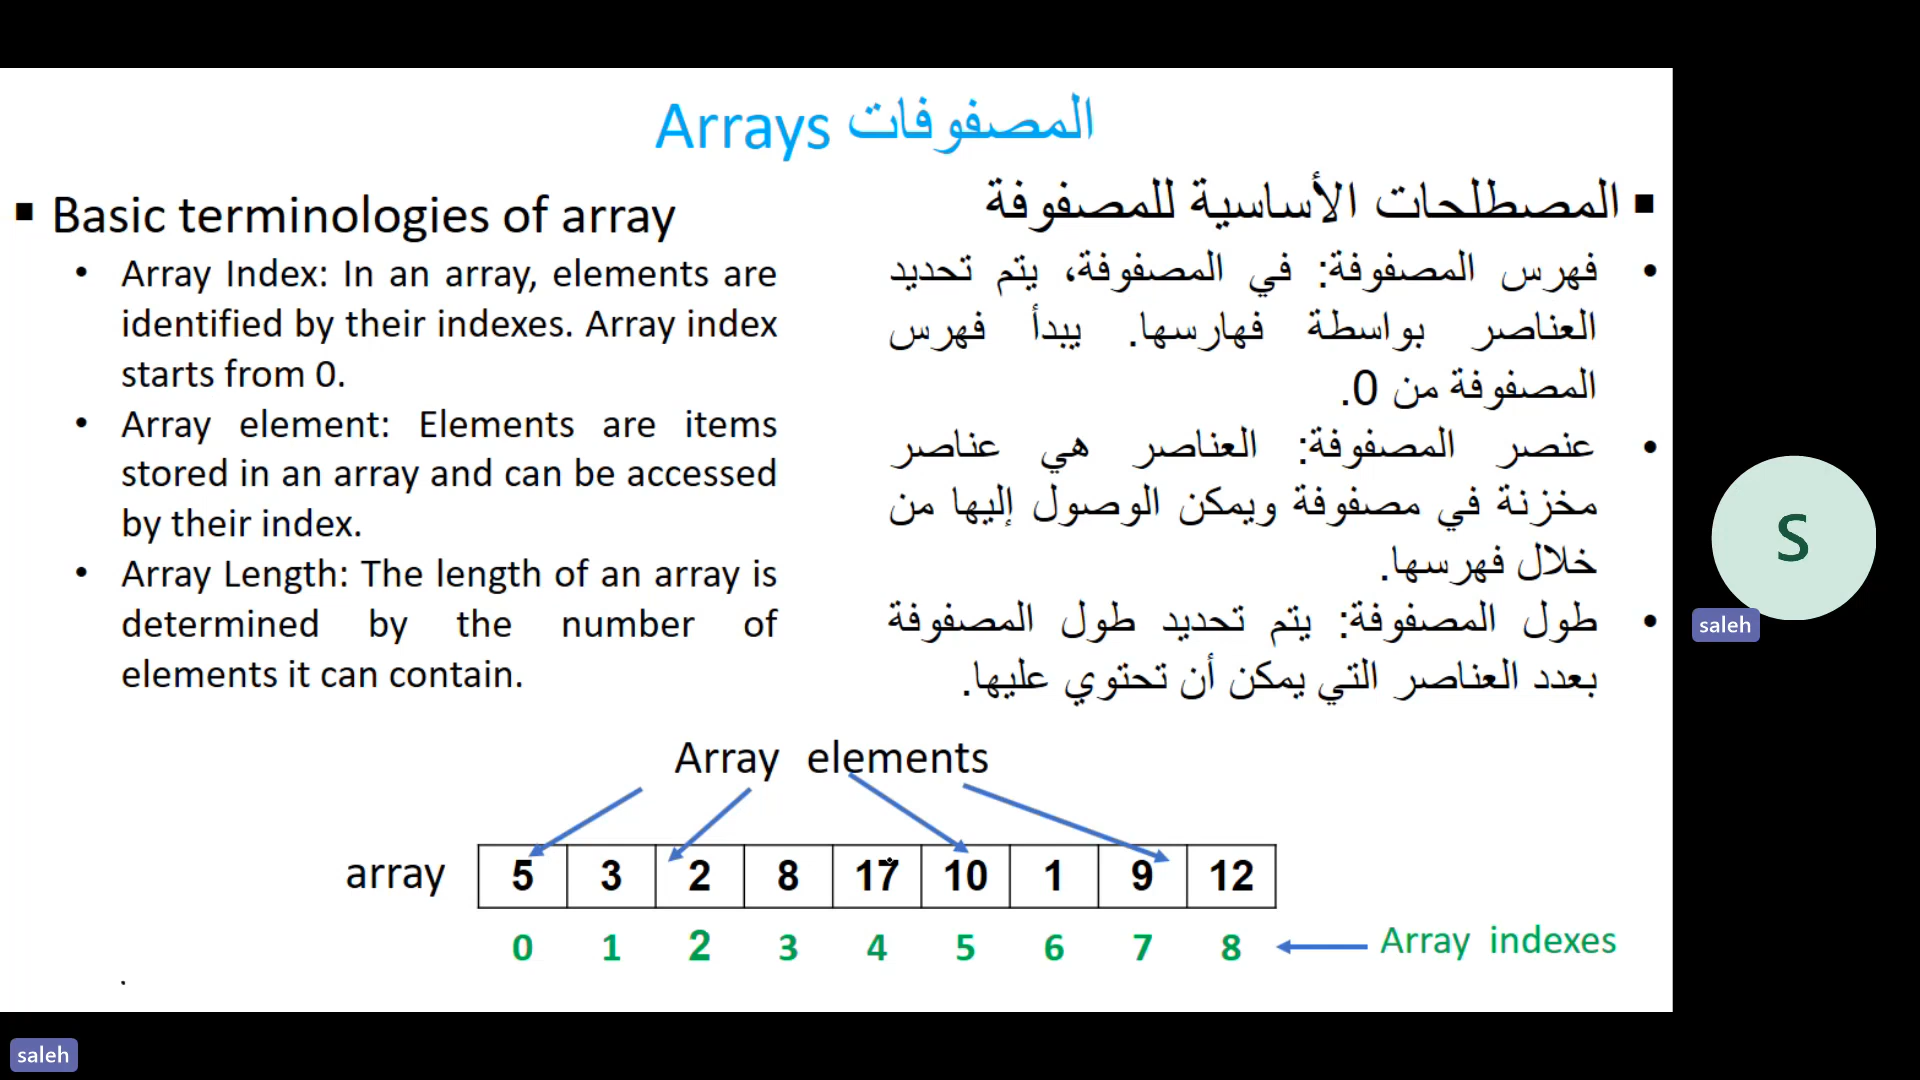 Arrays المصفوفات
▪ Basic terminologies of array
• Array Index: In an array, elements are
identified by their indexes. Array index
starts from 0.
• Array element: Elements are items
stored in an array and can be accessed
by their index.
• Array Length: The length of an array is
determined by the number of
elements it can contain.
▪ المصطلحات الأساسية للمصفوفة
• فهرس المصفوفة: في المصفوفة، يتم تحديد
العناصر بواسطة فهارسها. يبدأ فهرس
المصفوفة من 0.
• عنصر المصفوفة: العناصر هي عناصر
مخزنة في مصفوفة ويمكن الوصول إليها من
خلال فهرسها.
• طول المصفوفة: يتم تحديد طول المصفوفة
بعدد العناصر التي يمكن أن تحتوي عليها.
Array elements
array 5 3 2 8 17 10 1 9 12
0 1 2 3 4 5 6 7 8 Array indexes
.
S
saleh
saleh